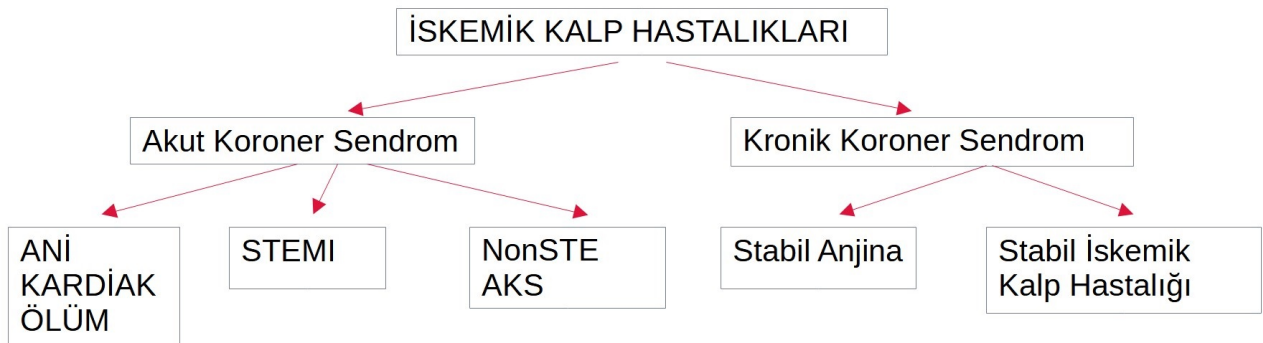 İSKEMİK KALP HASTALIKLARI
Akut Koroner Sendrom
Kronik Koroner Sendrom
ANİ
KARDİAK
ÖLÜM
STEMI
NonSTE
AKS
Stabil Anjina
Stabil İskemik
Kalp Hastalığı